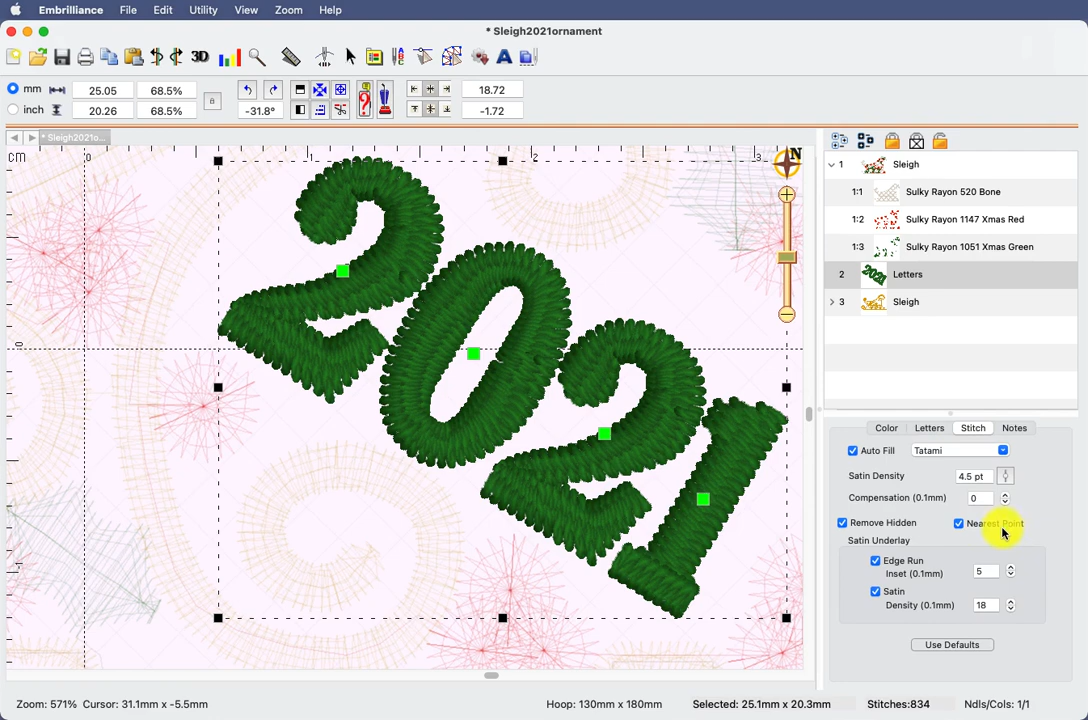 Embrilliance File Edit Utility View Zoom Help
* Sleigh2021ornament
3D A
mm 25.05 68.5% 18.72
inch 20.26 68.5% -31.8° -1.72
* Sleigh2021o...
cm 0 1 2 3 N
0
-1
2021
1 Sleigh
1:1 Sulky Rayon 520 Bone
1:2 Sulky Rayon 1147 Xmas Red
1:3 Sulky Rayon 1051 Xmas Green
2 2021 Letters
3 Sleigh
Color Letters Stitch Notes
Auto Fill Tatami
Satin Density 4.5 pt
Compensation (0.1mm) 0
Remove Hidden Nearest Point
Satin Underlay
Edge Run
Inset (0.1mm) 5
Satin
Density (0.1mm) 18
Use Defaults
Zoom: 571% Cursor: 31.1mm x -5.5mm Hoop: 130mm x 180mm Selected: 25.1mm x 20.3mm Stitches:834 Ndls/Cols: 1/1